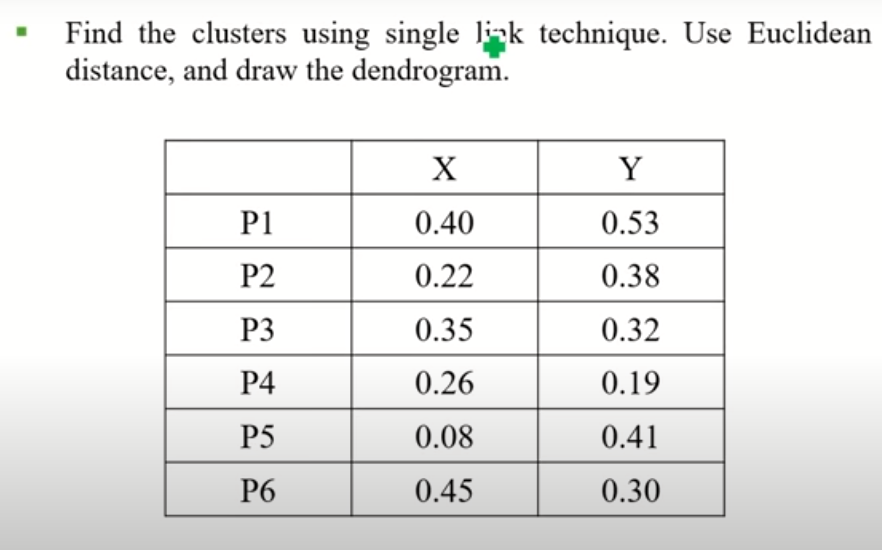 Find the clusters using single link technique. Use Euclidean
distance, and draw the dendrogram.
X Y
P1 0.40 0.53
P2 0.22 0.38
P3 0.35 0.32
P4 0.26 0.19
P5 0.08 0.41
P6 0.45 0.30